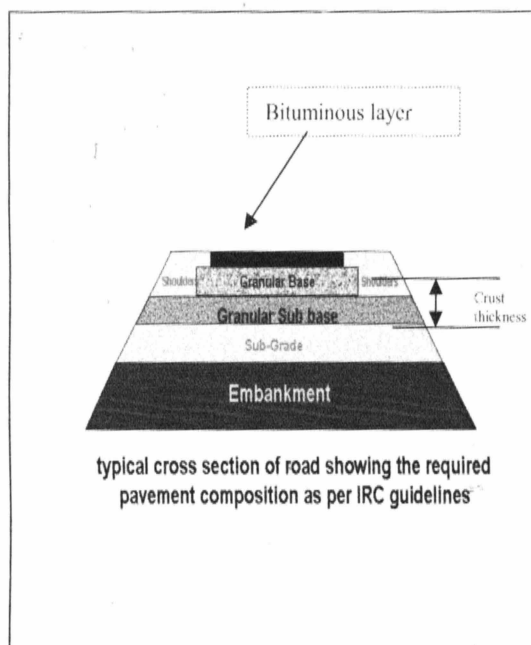 Bituminous layer
Shoulders Granular Base Shoulders
Crust
thickness
Granular Sub base
Sub-Grade
Embankment
typical cross section of road showing the required
pavement composition as per IRC guidelines